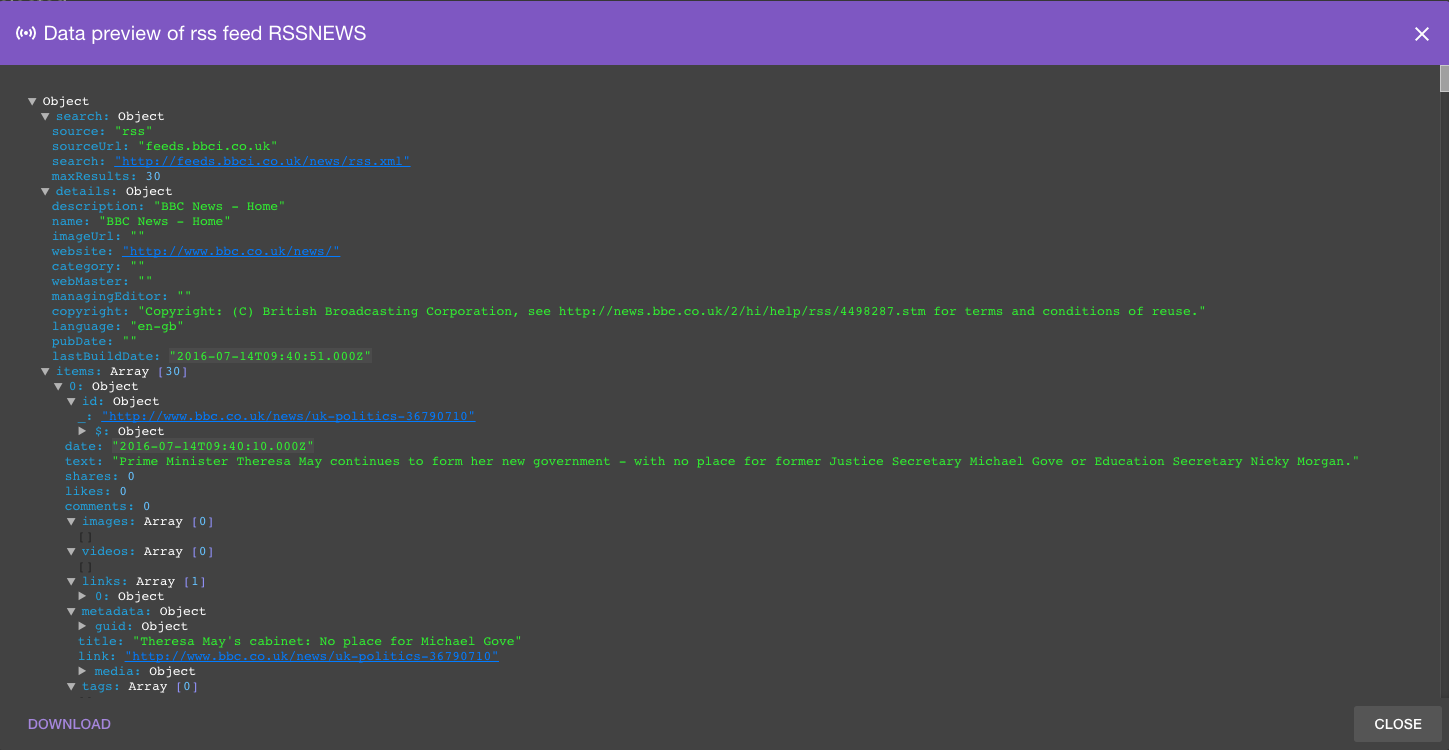 Data preview of rss feed RSSNEWS
Object
search: Object
source: "rss"
sourceUrl: "feeds.bbci.co.uk"
search: "http://feeds.bbci.co.uk/news/rss.xml"
maxResults: 30
details: Object
description: "BBC News - Home"
name: "BBC News - Home"
imageUrl: ""
website: "http://www.bbc.co.uk/news/"
category: ""
webMaster: ""
managingEditor: ""
copyright: "Copyright: (C) British Broadcasting Corporation, see http://news.bbc.co.uk/2/hi/help/rss/4498287.stm for terms and conditions of reuse."
language: "en-gb"
pubDate: ""
lastBuildDate: "2016-07-14T09:40:51.000Z"
items: Array [30]
0: Object
id: Object
_: "http://www.bbc.co.uk/news/uk-politics-36790710"
$: Object
date: "2016-07-14T09:40:10.000Z"
text: "Prime Minister Theresa May continues to form her new government - with no place for former Justice Secretary Michael Gove or Education Secretary Nicky Morgan."
shares: 0
likes: 0
comments: 0
images: Array [0]
[]
videos: Array [0]
[]
links: Array [1]
0: Object
metadata: Object
guid: Object
title: "Theresa May's cabinet: No place for Michael Gove"
link: "http://www.bbc.co.uk/news/uk-politics-36790710"
media: Object
tags: Array [0]
DOWNLOAD
CLOSE